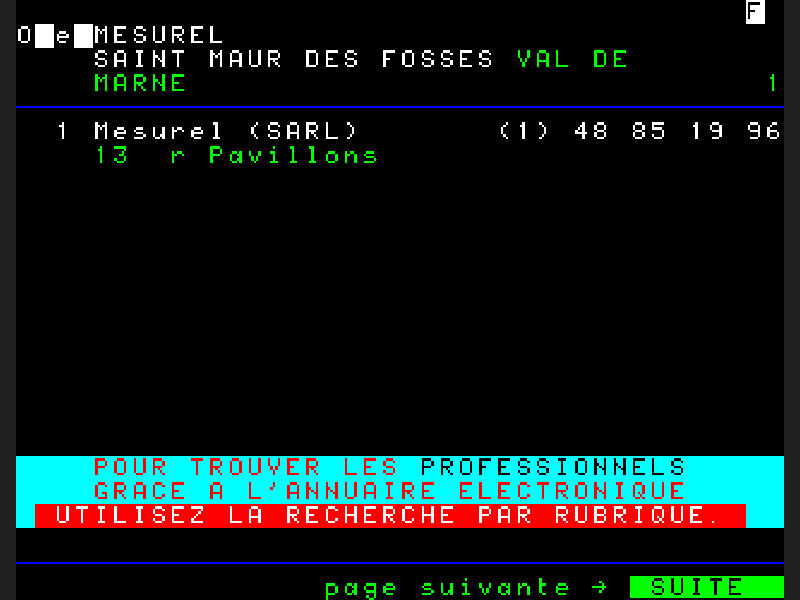 F
O e MESUREL
SAINT MAUR DES FOSSES VAL DE
MARNE 1
1 Mesurel (SARL) (1) 48 85 19 96
13 r Pavillons
POUR TROUVER LES PROFESSIONNELS
GRACE A L'ANNUAIRE ELECTRONIQUE
UTILISEZ LA RECHERCHE PAR RUBRIQUE.
page suivante → SUITE